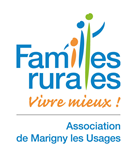 Familles
rurales
Vivre mieux !
Association
de Marigny les Usages